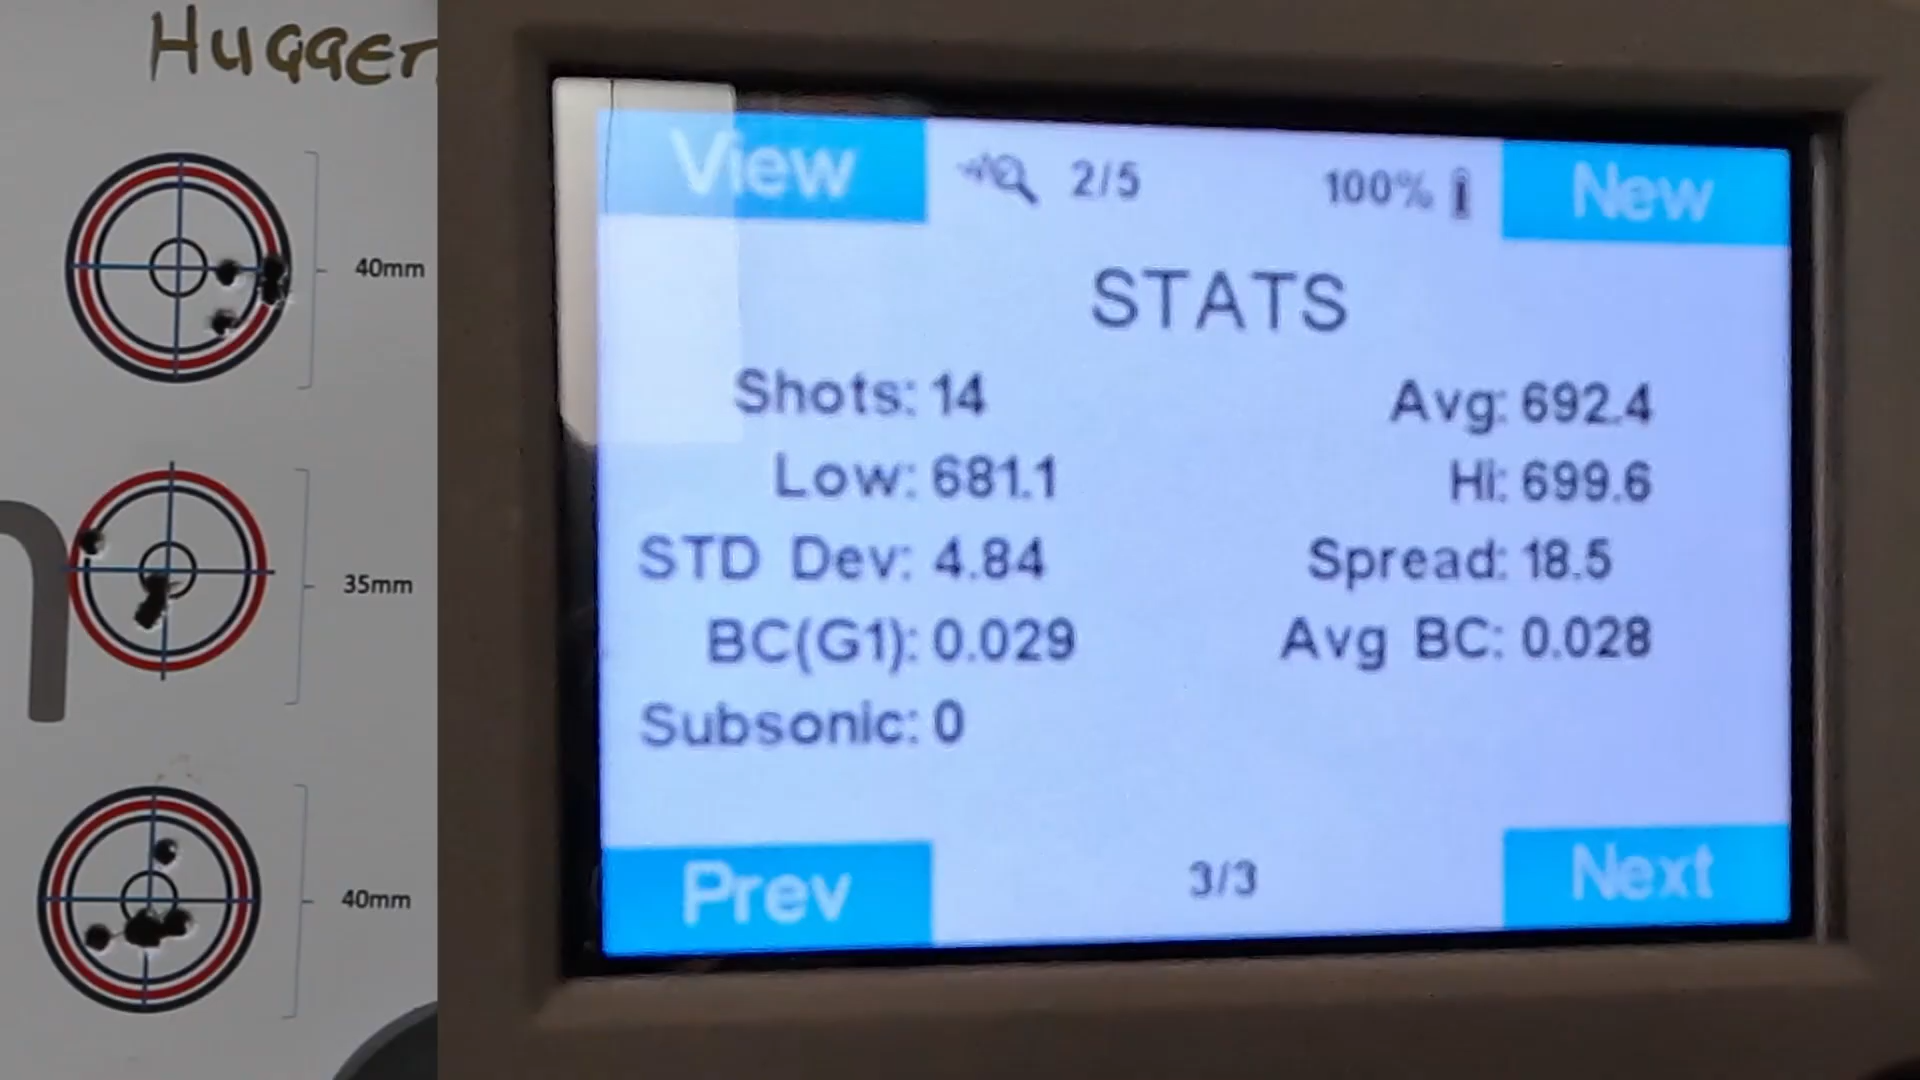 Hugger
40mm
35mm
40mm
View
2/5
100%
New
STATS
Shots: 14
Avg: 692.4
Low: 681.1
Hi: 699.6
STD Dev: 4.84
Spread: 18.5
BC(G1): 0.029
Avg BC: 0.028
Subsonic: 0
Prev
3/3
Next